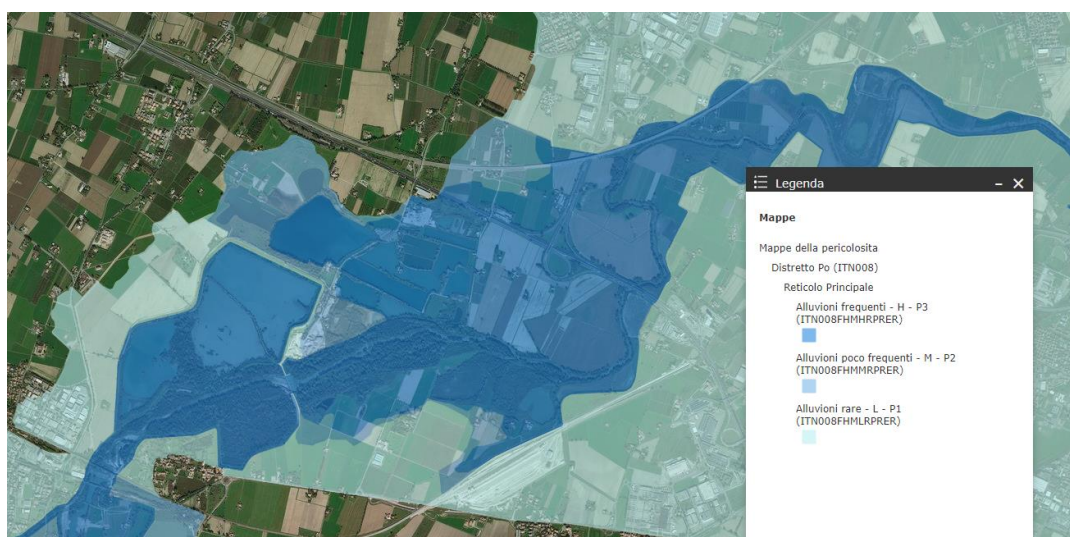 Legenda
Mappe
Mappe della pericolosita
Distretto Po (ITN008)
Reticolo Principale
Alluvioni frequenti - H - P3
(ITN008FHMHRPRER)
Alluvioni poco frequenti - M - P2
(ITN008FHMMRPRER)
Alluvioni rare - L - P1
(ITN008FHMLRPRER)